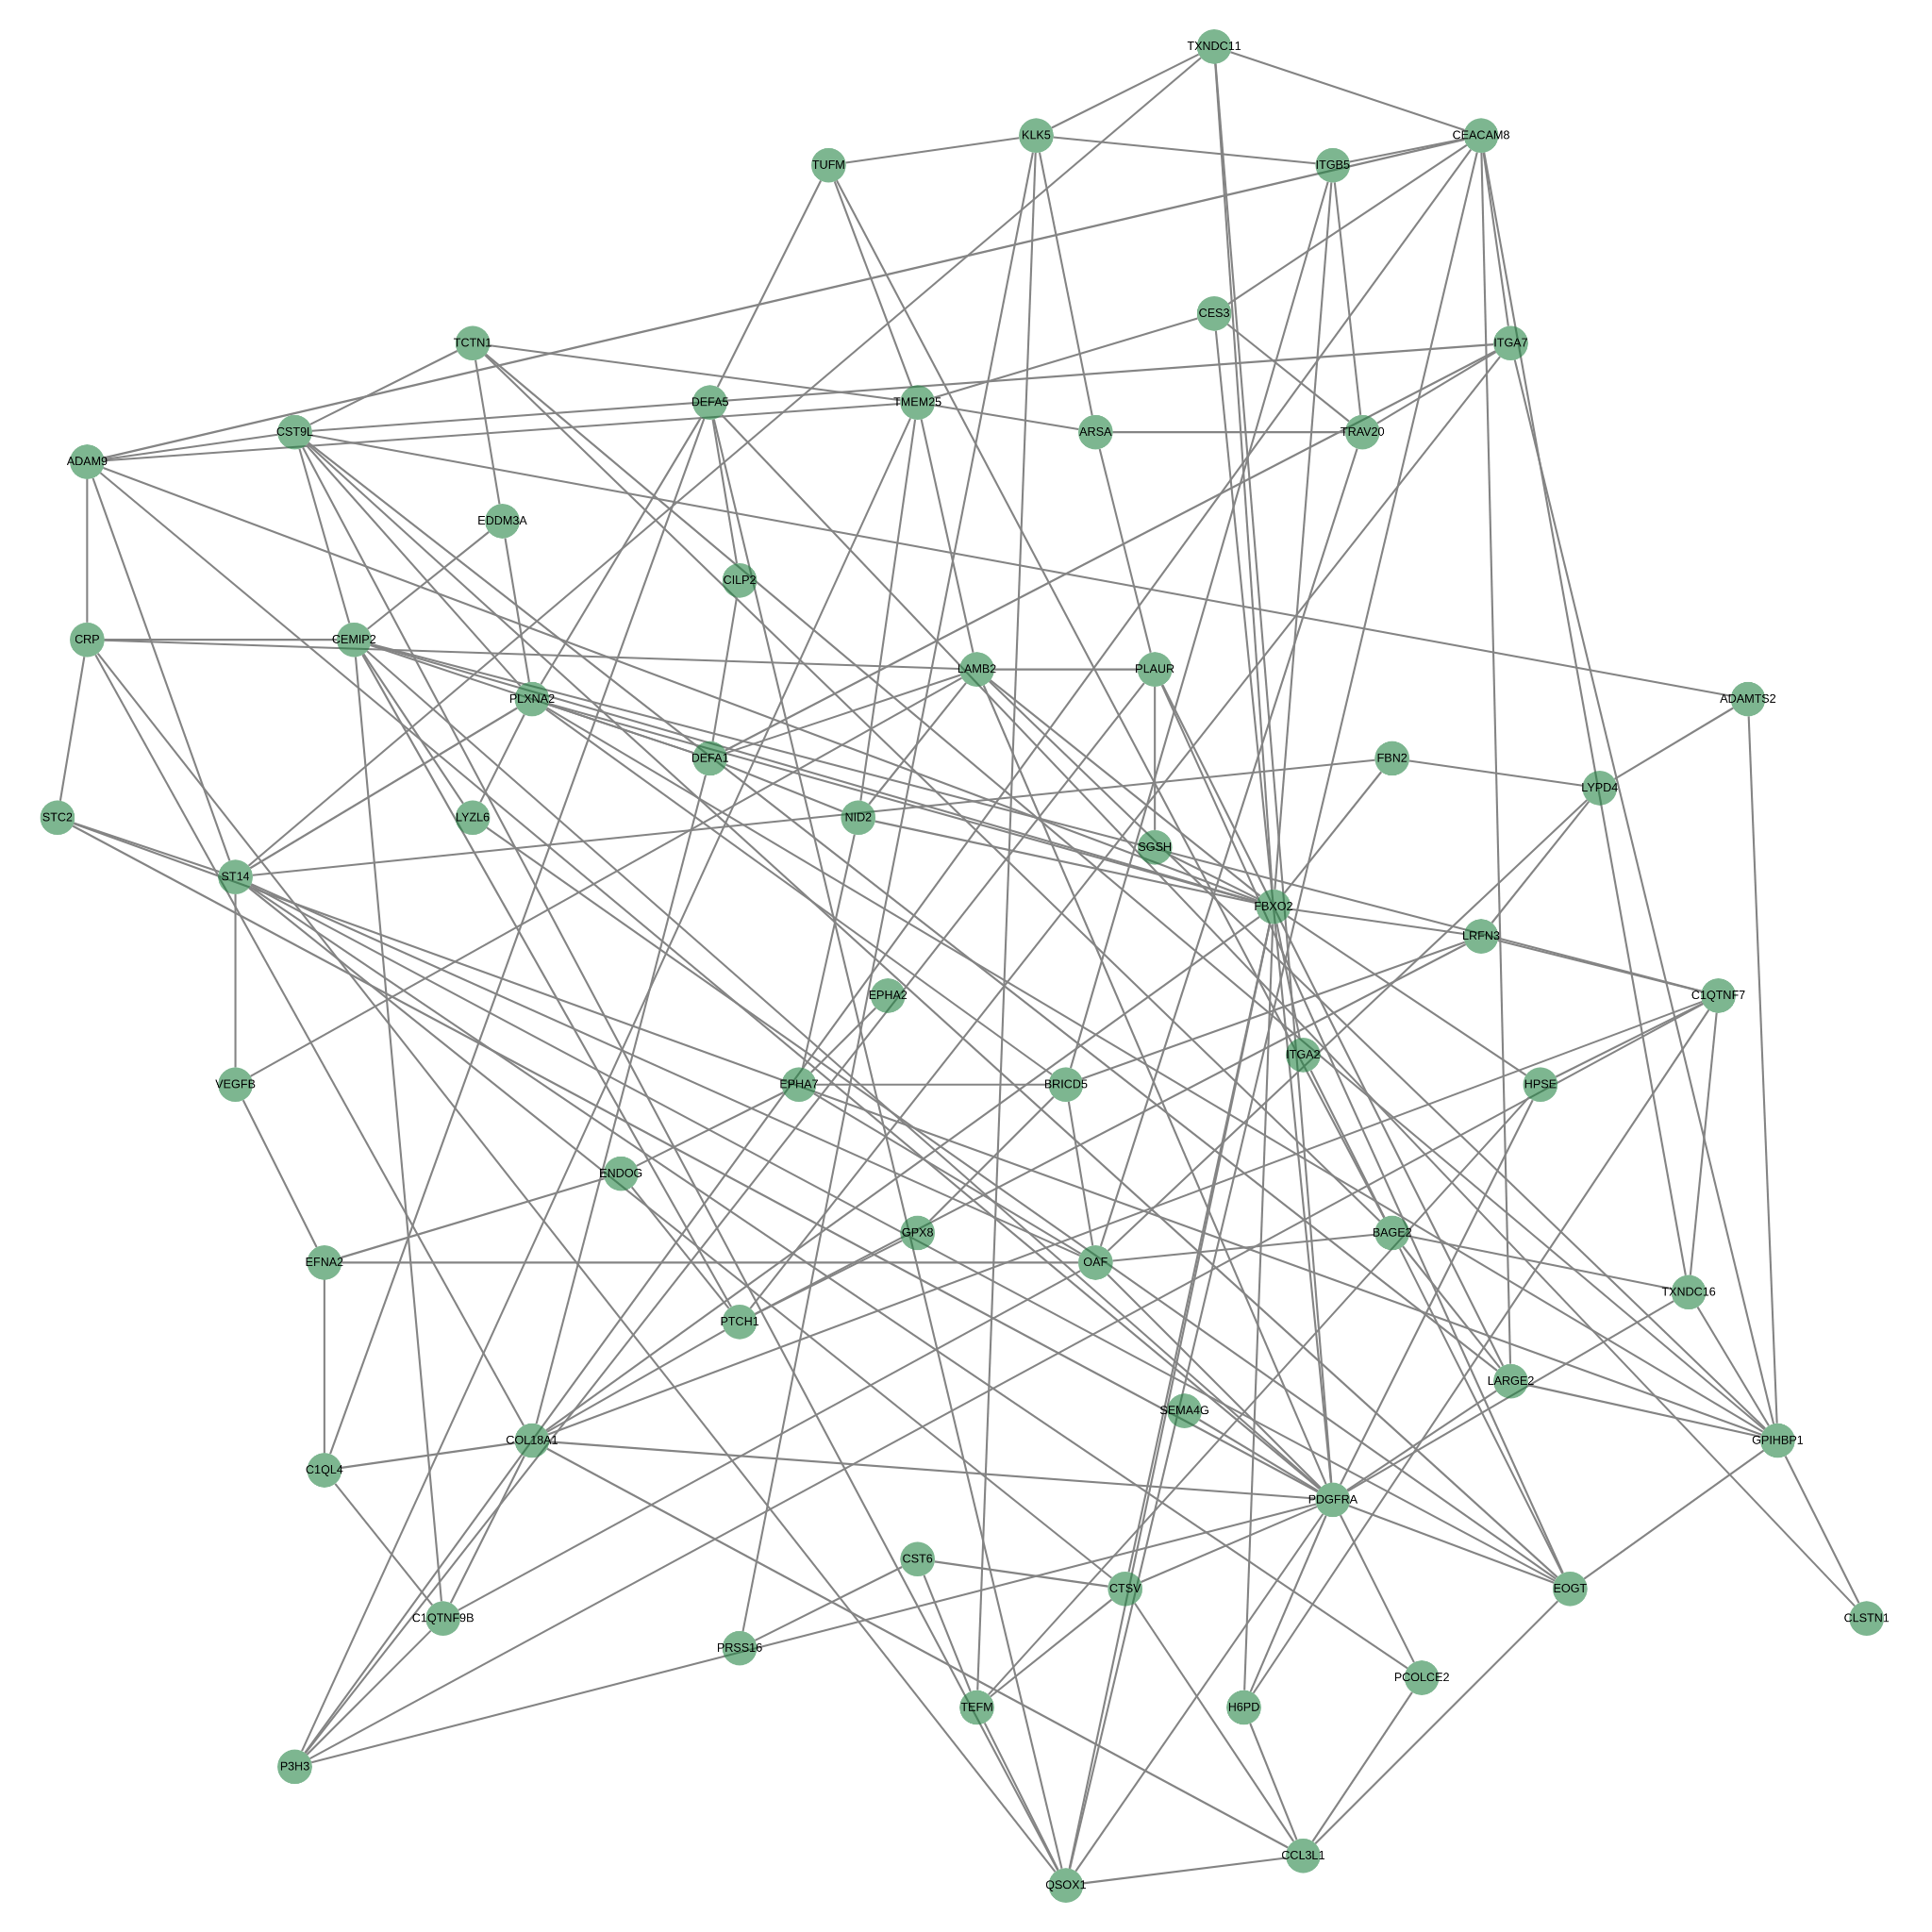 TXNDC11
KLK5
CEACAM8
TUFM
ITGB5
CES3
TCTN1
ITGA7
DEFA5
TMEM25
CST9L
ARSA
TRAV20
ADAM9
EDDM3A
CILP2
CRP
CEMIP2
LAMB2
PLAUR
PLXNA2
ADAMTS2
DEFA1
FBN2
LYPD4
STC2
LYZL6
NID2
SGSH
ST14
FBXO2
LRFN3
EPHA2
C1QTNF7
ITGA2
VEGFB
EPHA7
BRICD5
HPSE
ENDOG
GPX8
BAGE2
EFNA2
OAF
TXNDC16
PTCH1
LARGE2
SEMA4G
COL18A1
GPIHBP1
C1QL4
PDGFRA
CST6
CTSV
EOGT
C1QTNF9B
CLSTN1
PRSS16
PCOLCE2
TEFM
H6PD
P3H3
CCL3L1
QSOX1